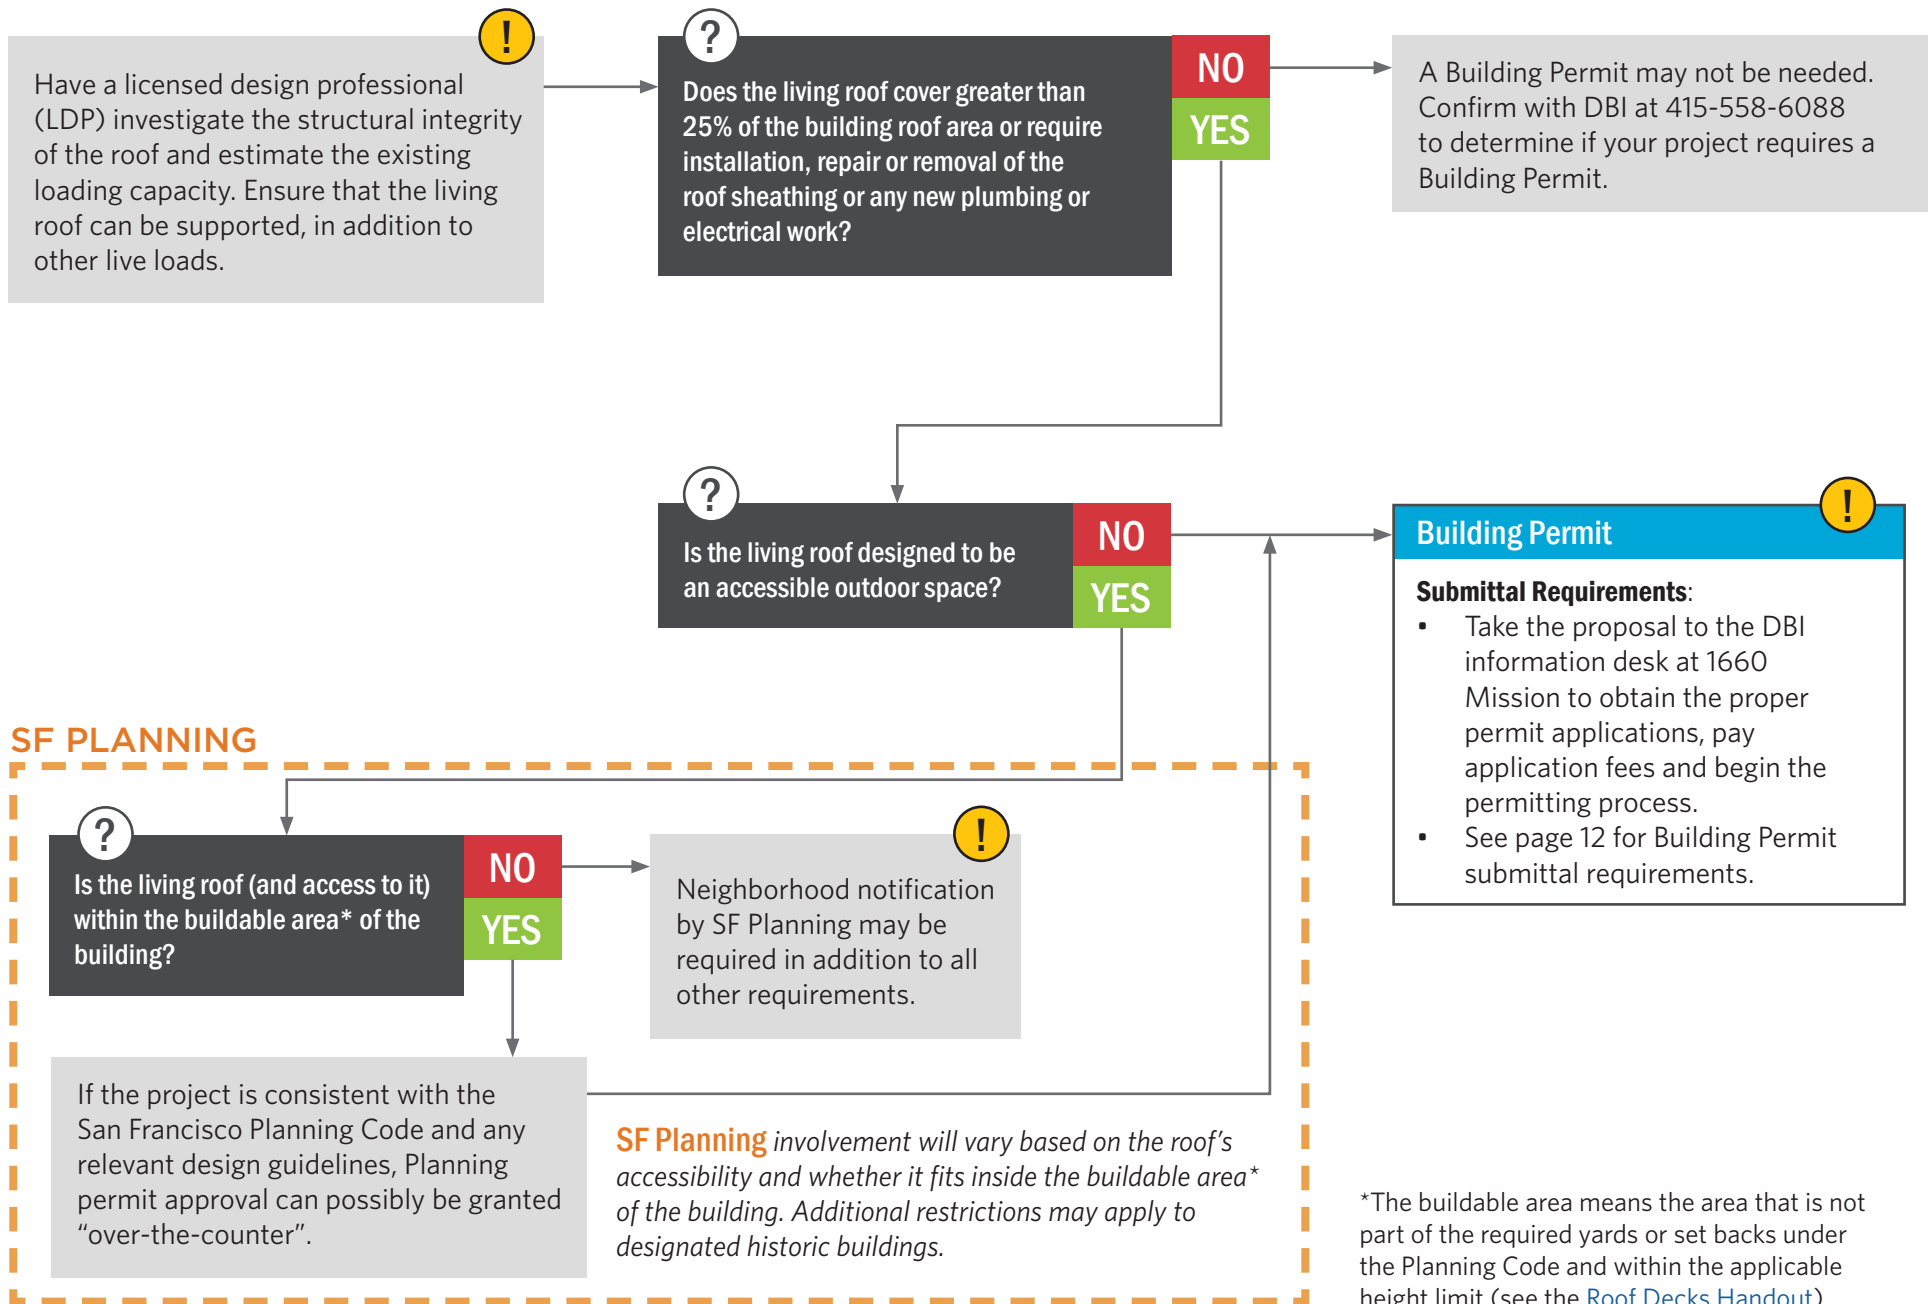 !
Have a licensed design professional
(LDP) investigate the structural integrity
of the roof and estimate the existing
loading capacity. Ensure that the living
roof can be supported, in addition to
other live loads.
?
Does the living roof cover greater than
25% of the building roof area or require
installation, repair or removal of the
roof sheathing or any new plumbing or
electrical work?
NO
YES
A Building Permit may not be needed.
Confirm with DBI at 415-558-6088
to determine if your project requires a
Building Permit.
?
Is the living roof designed to be
an accessible outdoor space?
NO
YES
!
Building Permit
Submittal Requirements:
• Take the proposal to the DBI
information desk at 1660
Mission to obtain the proper
permit applications, pay
application fees and begin the
permitting process.
• See page 12 for Building Permit
submittal requirements.
SF PLANNING
?
Is the living roof (and access to it)
within the buildable area* of the
building?
NO
YES
!
Neighborhood notification
by SF Planning may be
required in addition to all
other requirements.
If the project is consistent with the
San Francisco Planning Code and any
relevant design guidelines, Planning
permit approval can possibly be granted
“over-the-counter”.
SF Planning involvement will vary based on the roof's
accessibility and whether it fits inside the buildable area*
of the building. Additional restrictions may apply to
designated historic buildings.
*The buildable area means the area that is not
part of the required yards or set backs under
the Planning Code and within the applicable
height limit (see the Roof Decks Handout)